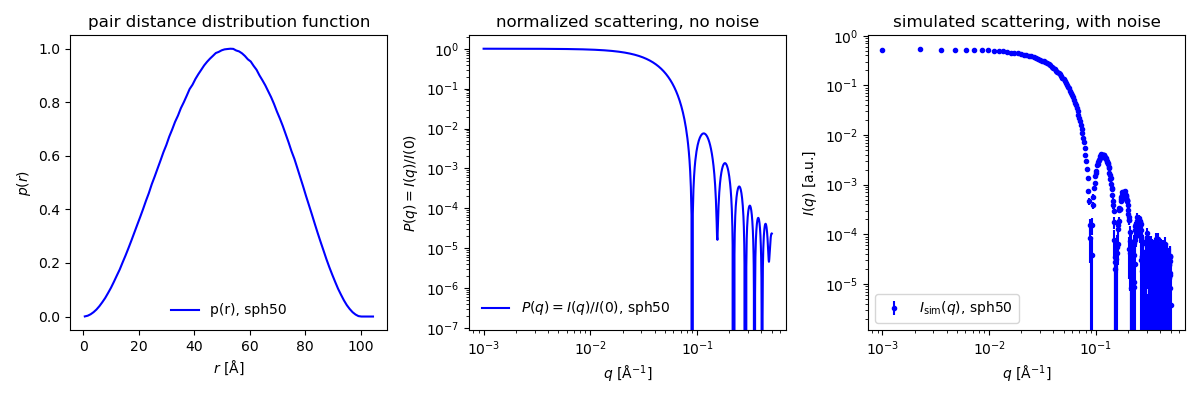 pair distance distribution function
p(r)
1.0
0.8
0.6
0.4
0.2
0.0
p(r), sph50
0 20 40 60 80 100
r [Å]
normalized scattering, no noise
P(q) = I(q)/I(0)
10⁰
10⁻¹
10⁻²
10⁻³
10⁻⁴
10⁻⁵
10⁻⁶
10⁻⁷
P(q) = I(q)/I(0), sph50
10⁻³ 10⁻² 10⁻¹
q [Å⁻¹]
simulated scattering, with noise
I(q) [a.u.]
10⁰
10⁻¹
10⁻²
10⁻³
10⁻⁴
10⁻⁵
I_sim(q), sph50
10⁻³ 10⁻² 10⁻¹
q [Å⁻¹]